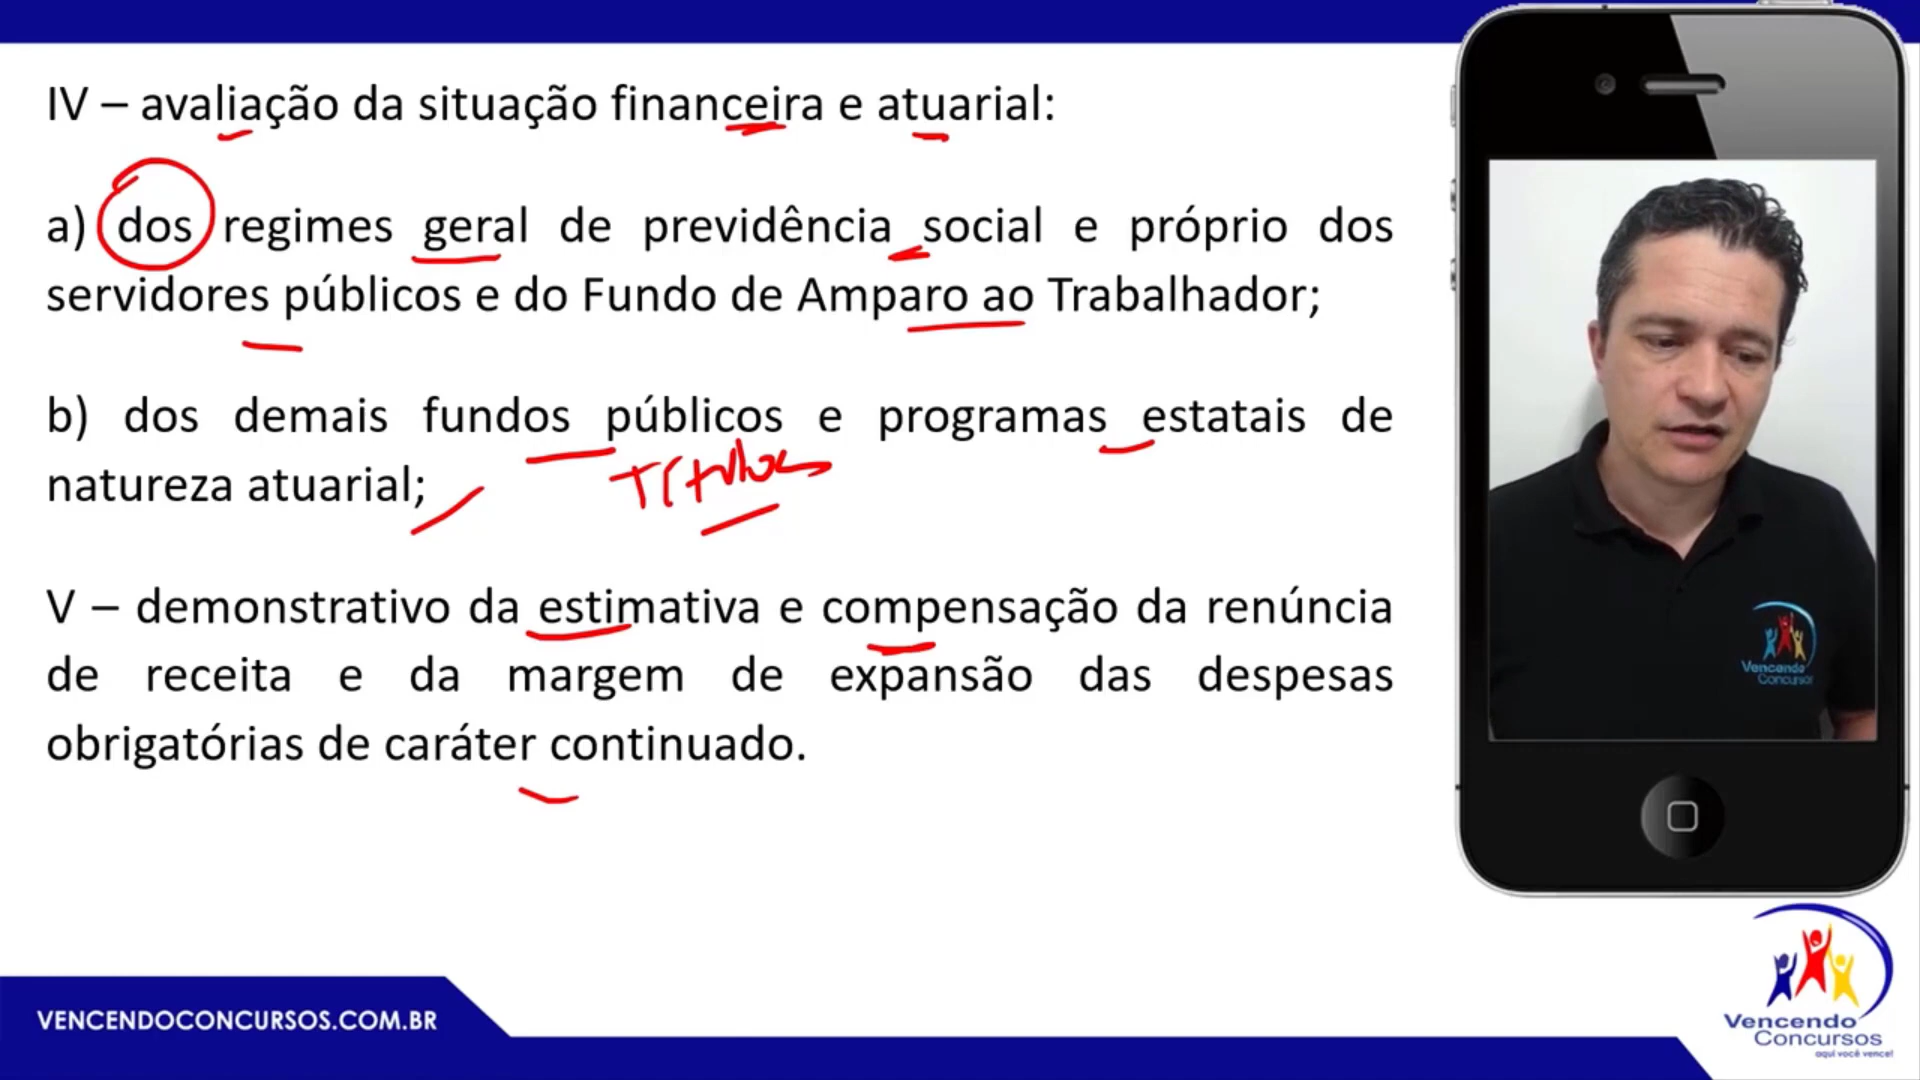 IV – avaliação da situação financeira e atuarial:
a) dos regimes geral de previdência social e próprio dos
servidores públicos e do Fundo de Amparo ao Trabalhador;
b) dos demais fundos públicos e programas estatais de
natureza atuarial;
Títulos
V – demonstrativo da estimativa e compensação da renúncia
de receita e da margem de expansão das despesas
obrigatórias de caráter continuado.
Vencendo
Concursos
VENCENDOCONCURSOS.COM.BR
Vencendo
Concursos
aqui você vence!